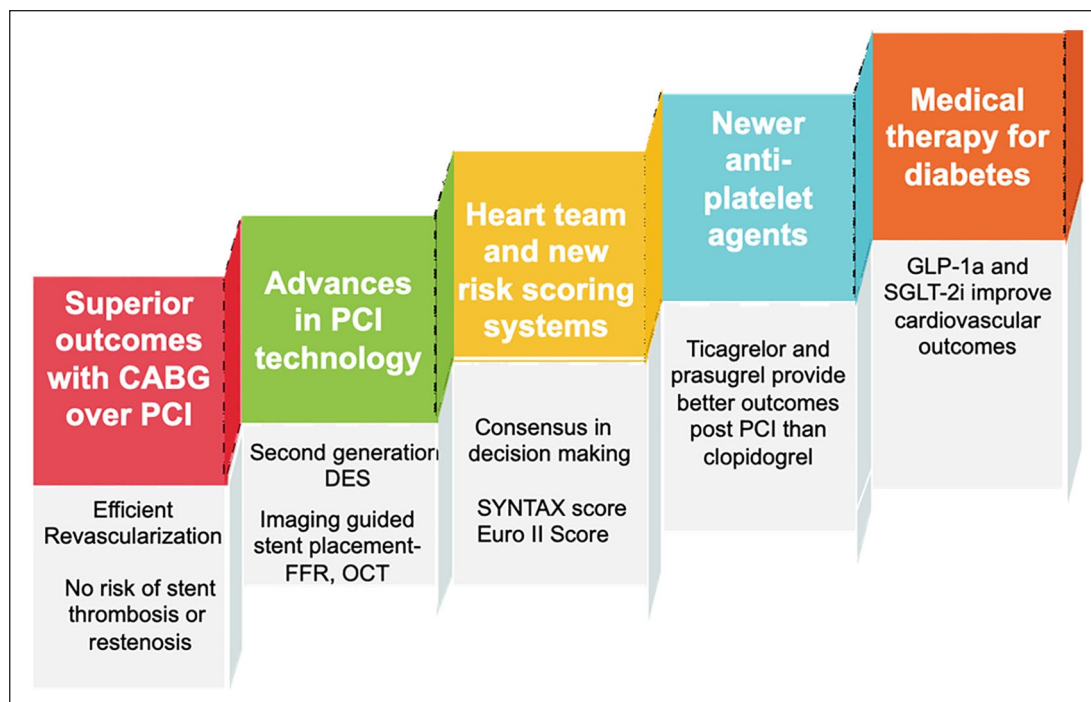 Superior
outcomes
with CABG
over PCI
Efficient
Revascularization
No risk of stent
thrombosis or
restenosis
Advances
in PCI
technology
Second generation
DES
Imaging guided
stent placement-
FFR, OCT
Heart team
and new
risk scoring
systems
Consensus in
decision making
SYNTAX score
Euro II Score
Newer
anti-
platelet
agents
Ticagrelor and
prasugrel provide
better outcomes
post PCI than
clopidogrel
Medical
therapy for
diabetes
GLP-1a and
SGLT-2i improve
cardiovascular
outcomes